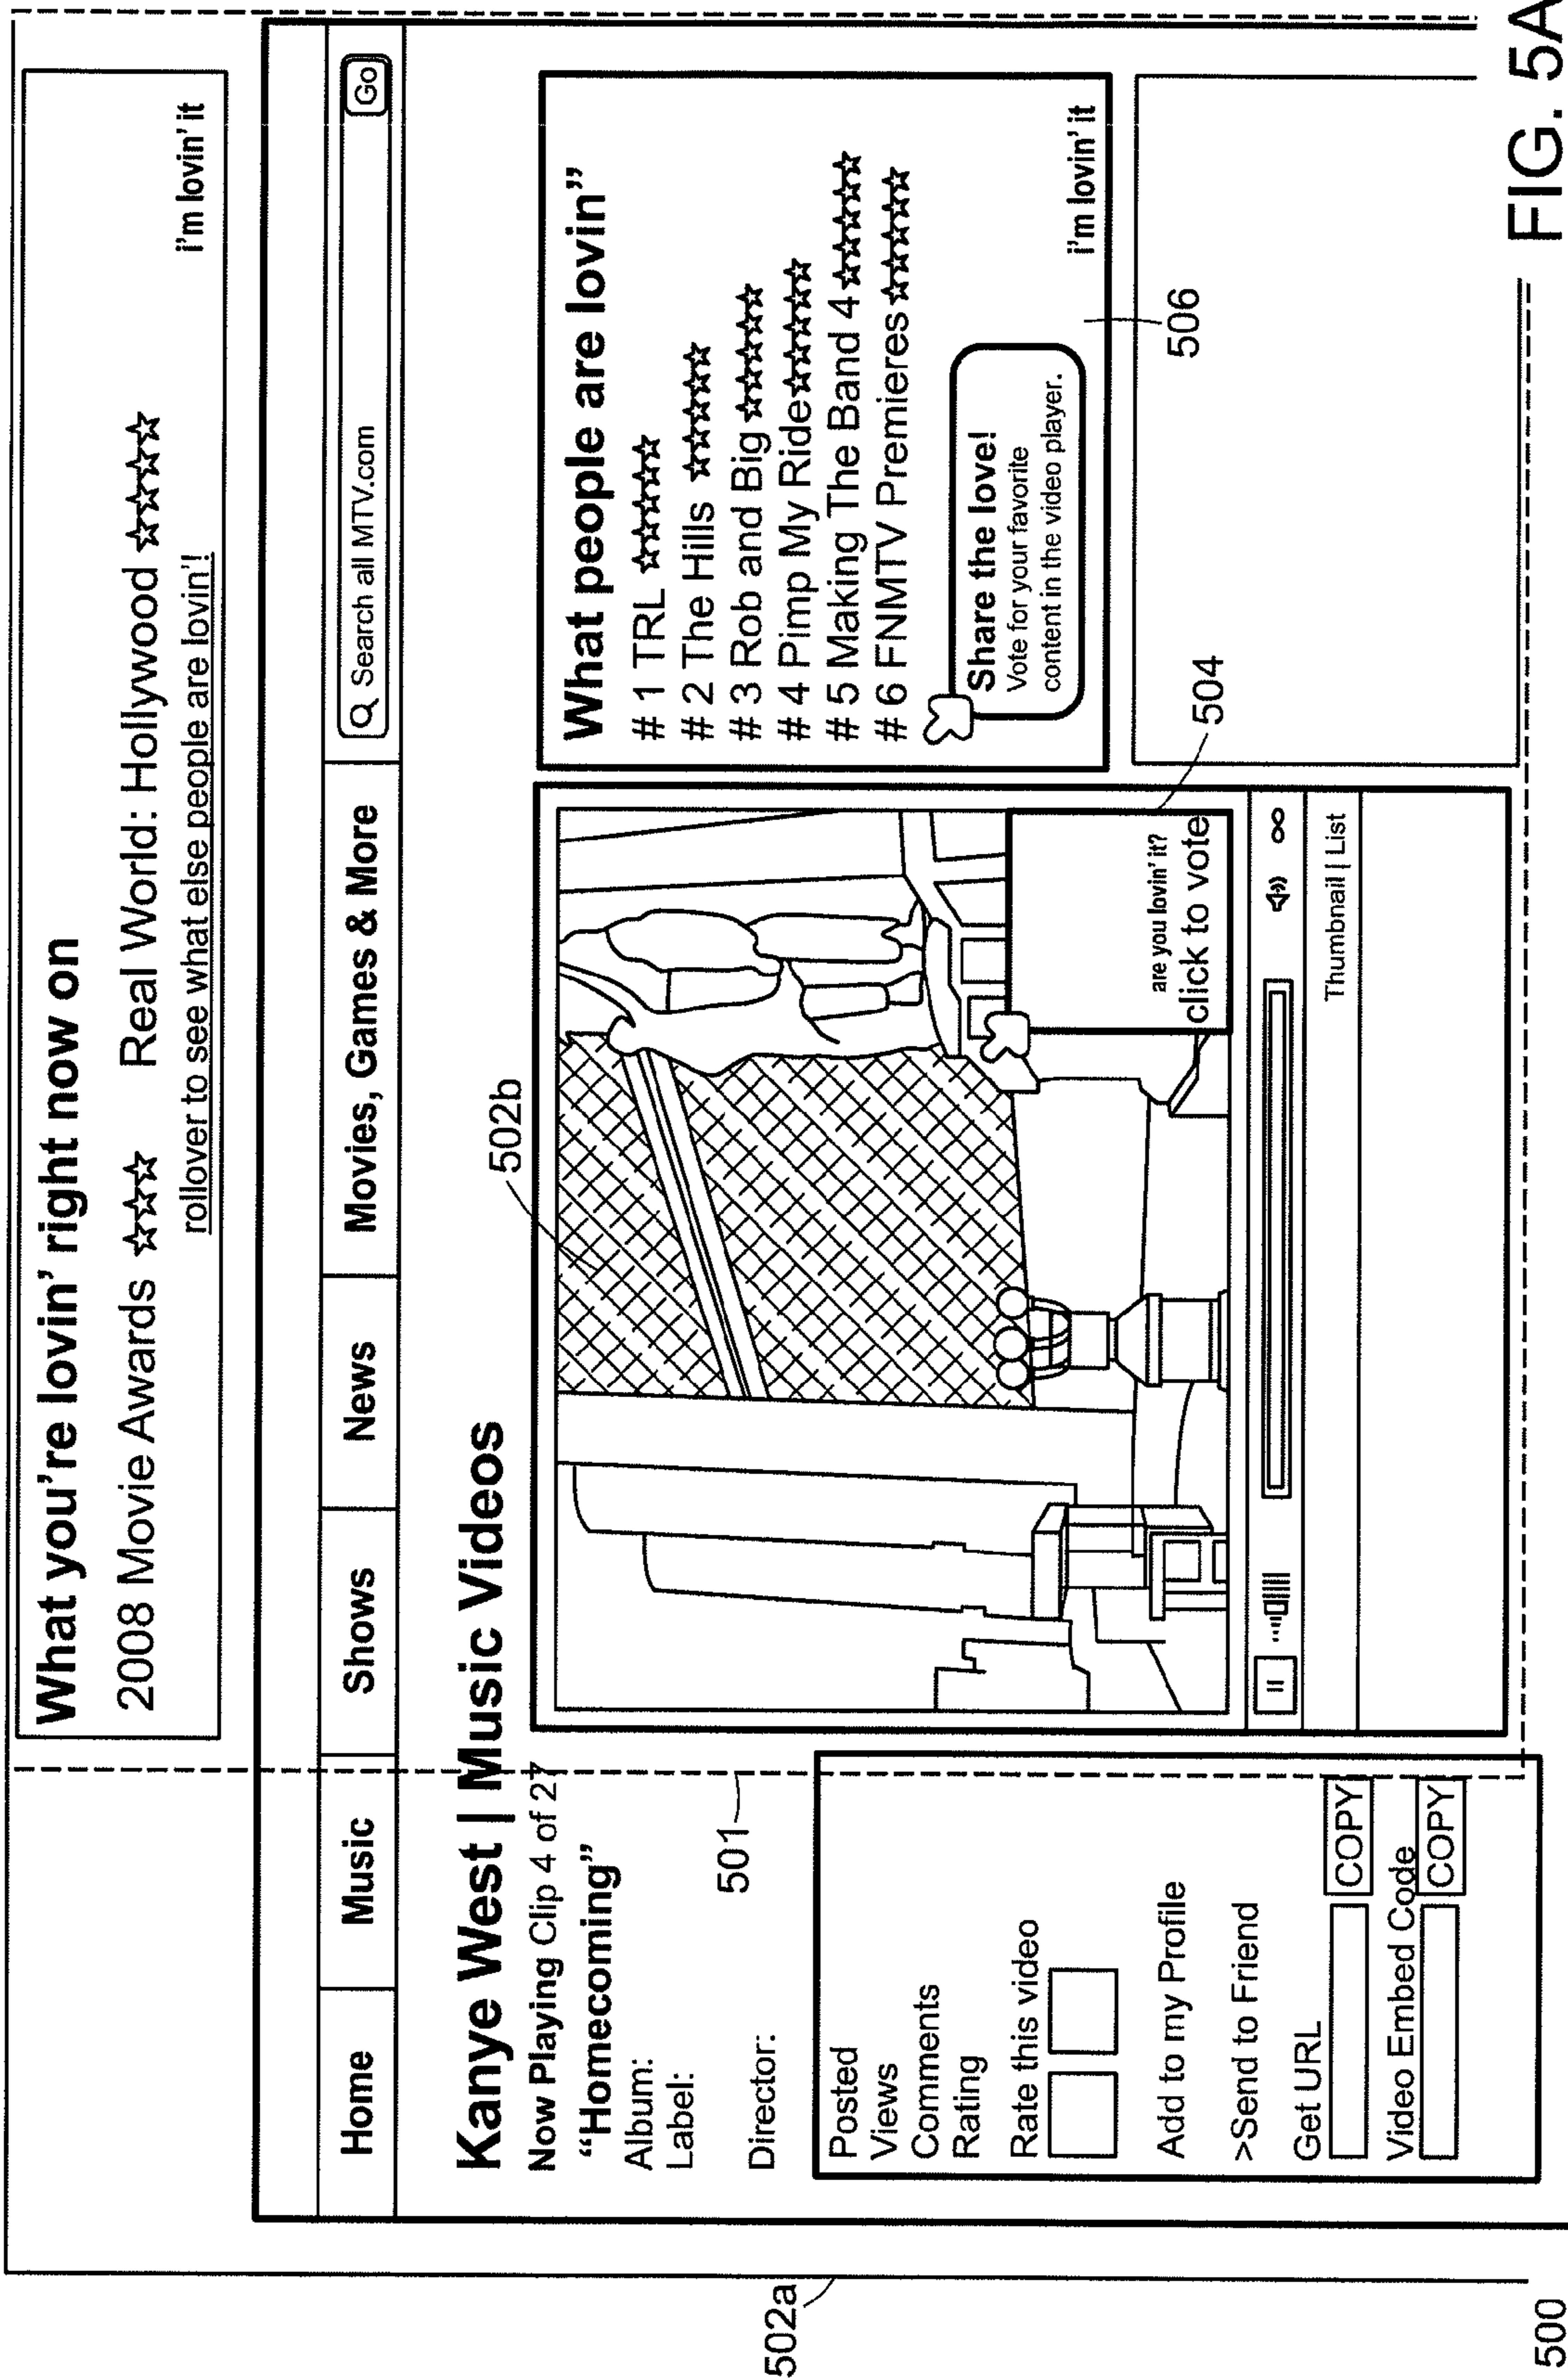 What you're lovin' right now on
2008 Movie Awards ☆☆☆ Real World: Hollywood ☆☆☆☆☆
rollover to see what else people are lovin'!
i'm lovin' it
Home Music Shows News Movies, Games & More Search all MTV.com Go
Kanye West | Music Videos
Now Playing Clip 4 of 27
“Homecoming”
Album:
Label:
Director:
501
Posted
Views
Comments
Rating
Rate this video
Add to my Profile
>Send to Friend
Get URL
COPY
Video Embed Code
COPY
502b
are you lovin' it?
click to vote
504
Thumbnail | List
What people are lovin”
# 1 TRL ☆☆☆☆☆
# 2 The Hills ☆☆☆☆☆
# 3 Rob and Big ☆☆☆☆☆
# 4 Pimp My Ride ☆☆☆☆☆
# 5 Making The Band 4 ☆☆☆☆☆
# 6 FNMTV Premieres ☆☆☆☆☆
Share the love!
Vote for your favorite
content in the video player.
i'm lovin' it
506
502a
500
FIG. 5A